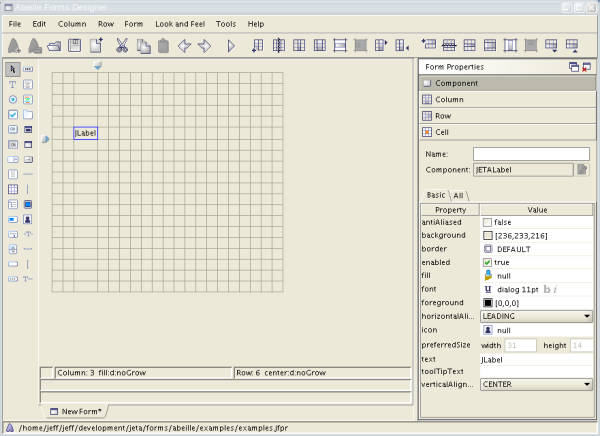 Abeille Forms Designer
File Edit Column Row Form Look and Feel Tools Help
Form Properties
Component
Column
Row
Cell
Name:
Component: JETALabel
Basic All
Property Value
antiAliased false
background [236,233,216]
border DEFAULT
enabled true
fill null
font dialog 11pt b i
foreground [0,0,0]
horizontalAli... LEADING
icon null
preferredSize width 31 height 14
text JLabel
toolTipText
verticalAlign... CENTER
JLabel
Column: 3 fill:d:noGrow Row: 6 center:d:noGrow
New Form*
/home/jeff/jeff/development/jeta/forms/abeille/examples/examples.jfpr